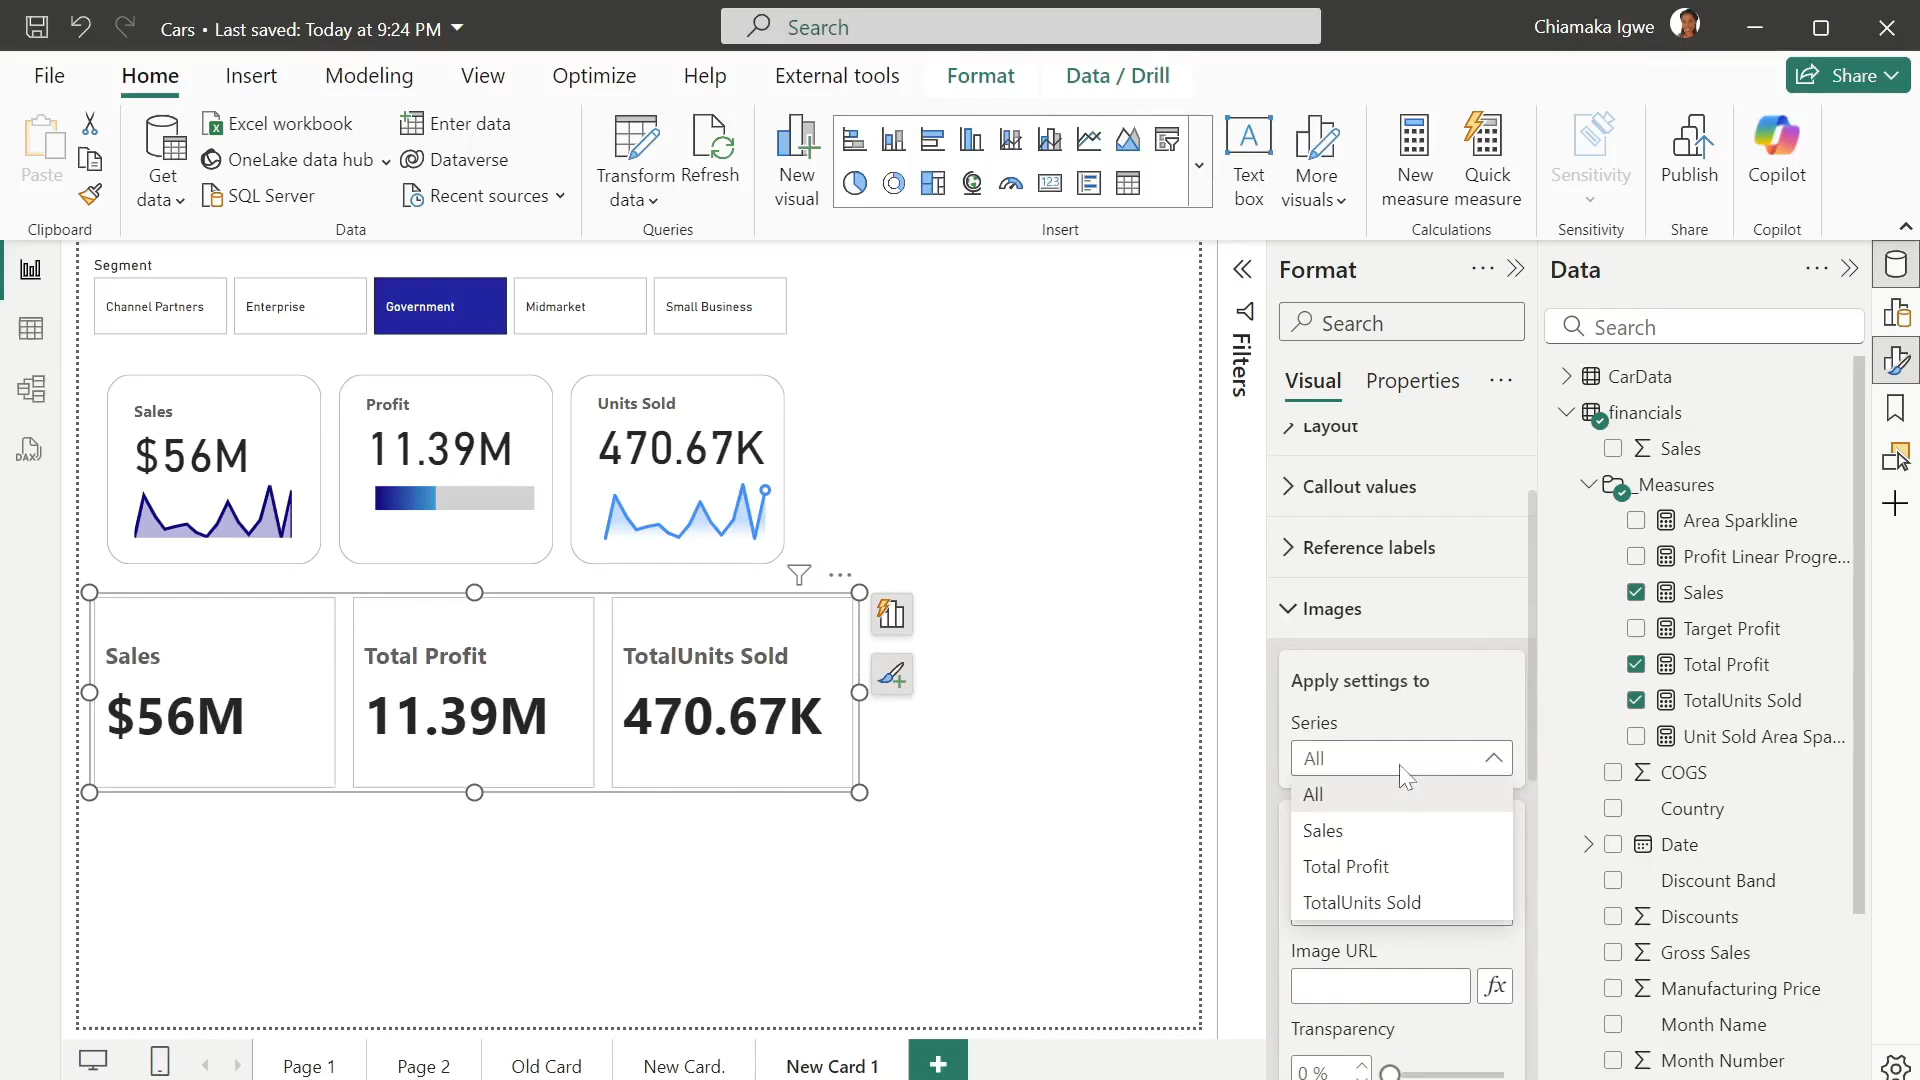 Cars • Last saved: Today at 9:24 PM
Search
Chiamaka Igwe
File
Home
Insert
Modeling
View
Optimize
Help
External tools
Format
Data / Drill
Share
Paste
Clipboard
Get
data
Excel workbook
OneLake data hub
SQL Server
Enter data
Dataverse
Recent sources
Data
Transform
data
Refresh
Queries
New
visual
123
A
Text
box
More
visuals
Insert
New
measure
Quick
measure
Calculations
Sensitivity
Sensitivity
Publish
Share
Copilot
Copilot
DAX
Segment
Channel Partners
Enterprise
Government
Midmarket
Small Business
Sales
$56M
Profit
11.39M
Units Sold
470.67K
Sales
$56M
Total Profit
11.39M
TotalUnits Sold
470.67K
Filters
Format
Search
Visual
Properties
Layout
Callout values
Reference labels
Images
Apply settings to
Series
All
All
Sales
Total Profit
TotalUnits Sold
Image URL
fx
Transparency
0 %
Data
Search
CarData
financials
Sales
_Measures
Area Sparkline
Profit Linear Progre...
Sales
Target Profit
Total Profit
TotalUnits Sold
Unit Sold Area Spa...
COGS
Country
Date
Discount Band
Discounts
Gross Sales
Manufacturing Price
Month Name
Month Number
Page 1
Page 2
Old Card
New Card.
New Card 1